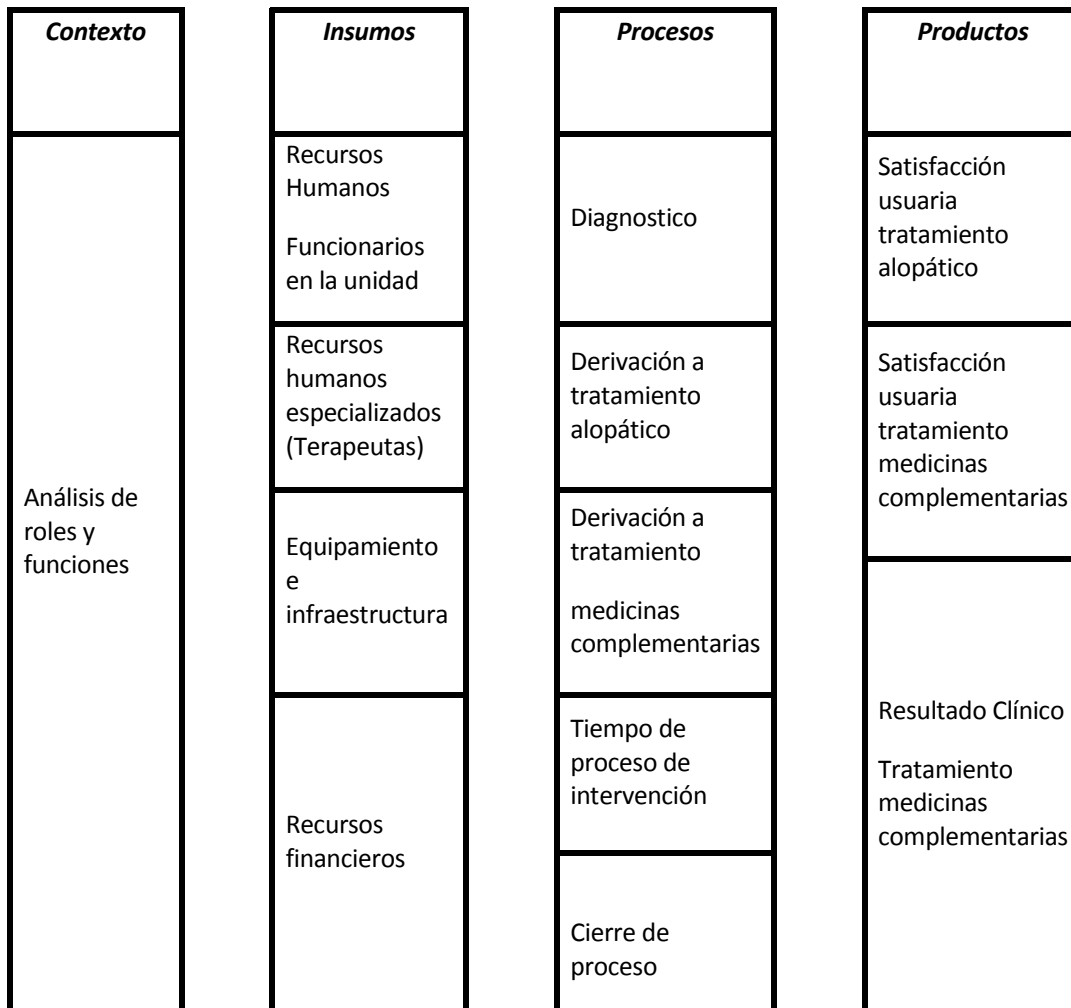 Contexto
Análisis de
roles y
funciones
Insumos
Recursos
Humanos
Funcionarios
en la unidad
Recursos
humanos
especializados
(Terapeutas)
Equipamiento
e
infraestructura
Recursos
financieros
Procesos
Diagnostico
Derivación a
tratamiento
alopático
Derivación a
tratamiento
medicinas
complementarias
Tiempo de
proceso de
intervención
Cierre de
proceso
Productos
Satisfacción
usuaria
tratamiento
alopático
Satisfacción
usuaria
tratamiento
medicinas
complementarias
Resultado Clínico
Tratamiento
medicinas
complementarias